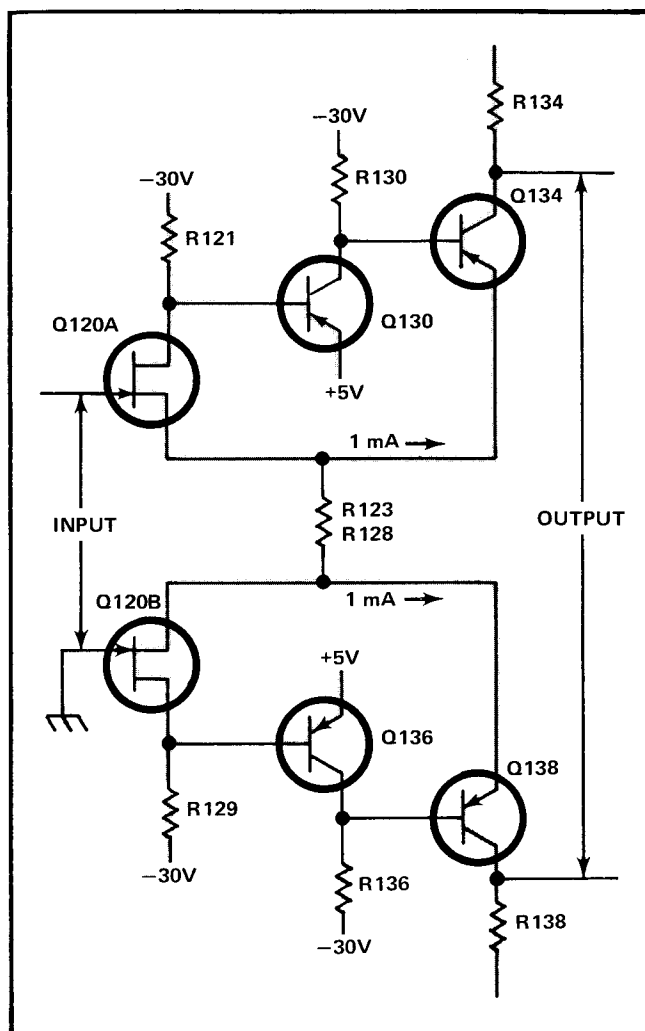 R134
−30V
R130
−30V
Q134
R121
Q120A
Q130
+5V
1 mA
INPUT
R123
R128
OUTPUT
Q120B
1 mA
+5V
Q136
Q138
R129
−30V
R136
R138
−30V